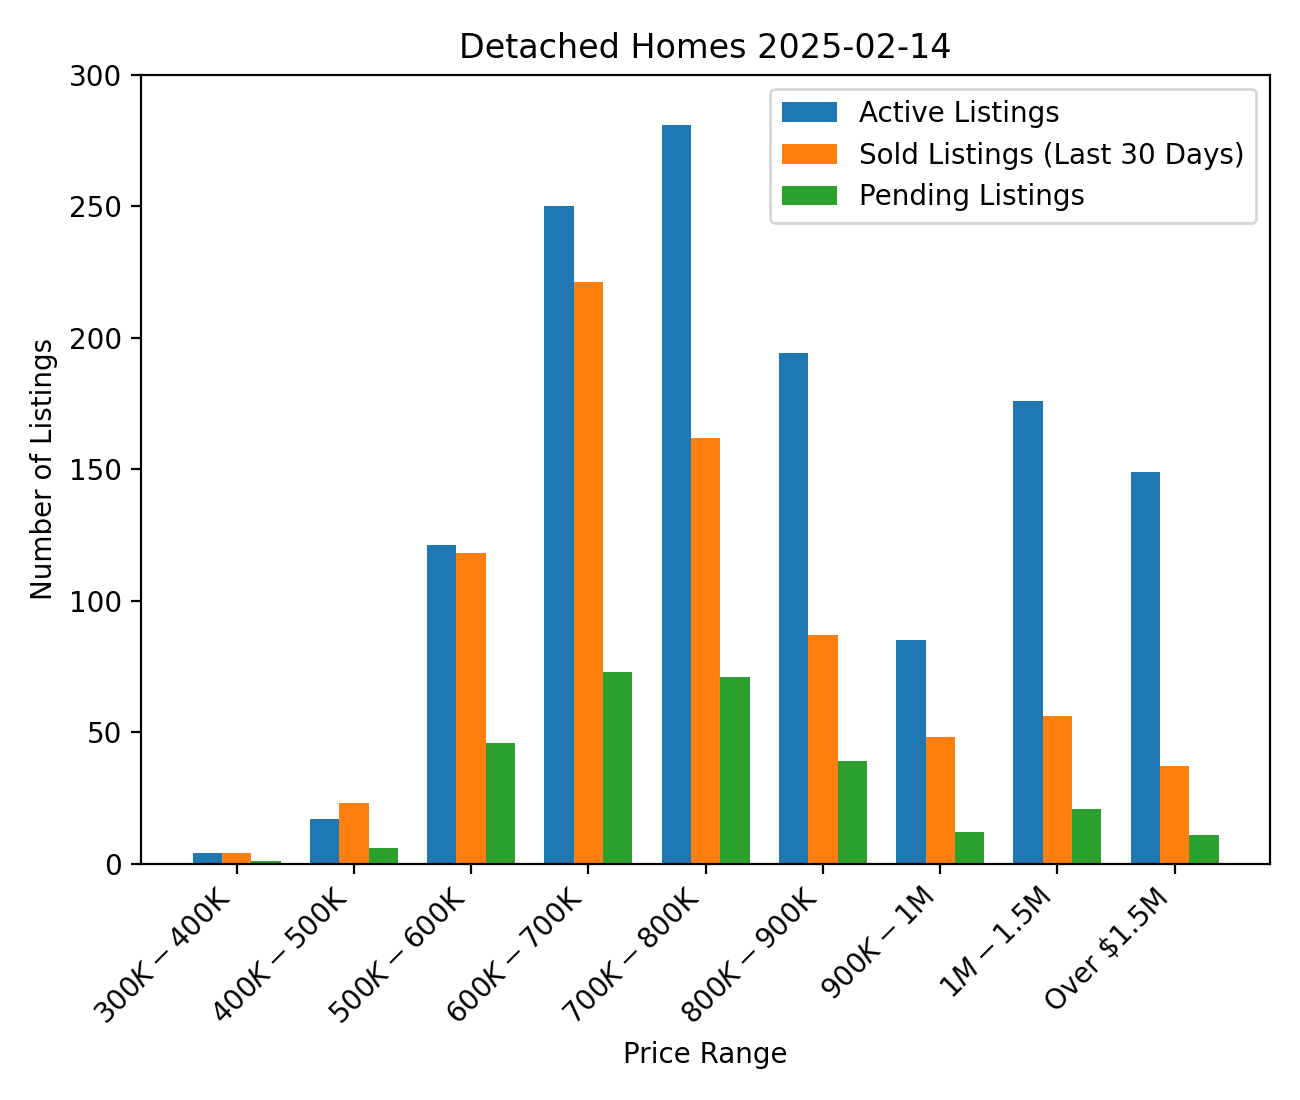 Detached Homes 2025-02-14
300
250
200
150
100
50
0
Number of Listings
Active Listings
Sold Listings (Last 30 Days)
Pending Listings
300K − 400K
400K − 500K
500K − 600K
600K − 700K
700K − 800K
800K − 900K
900K − 1M
1M − 1.5M
Over $1.5M
Price Range